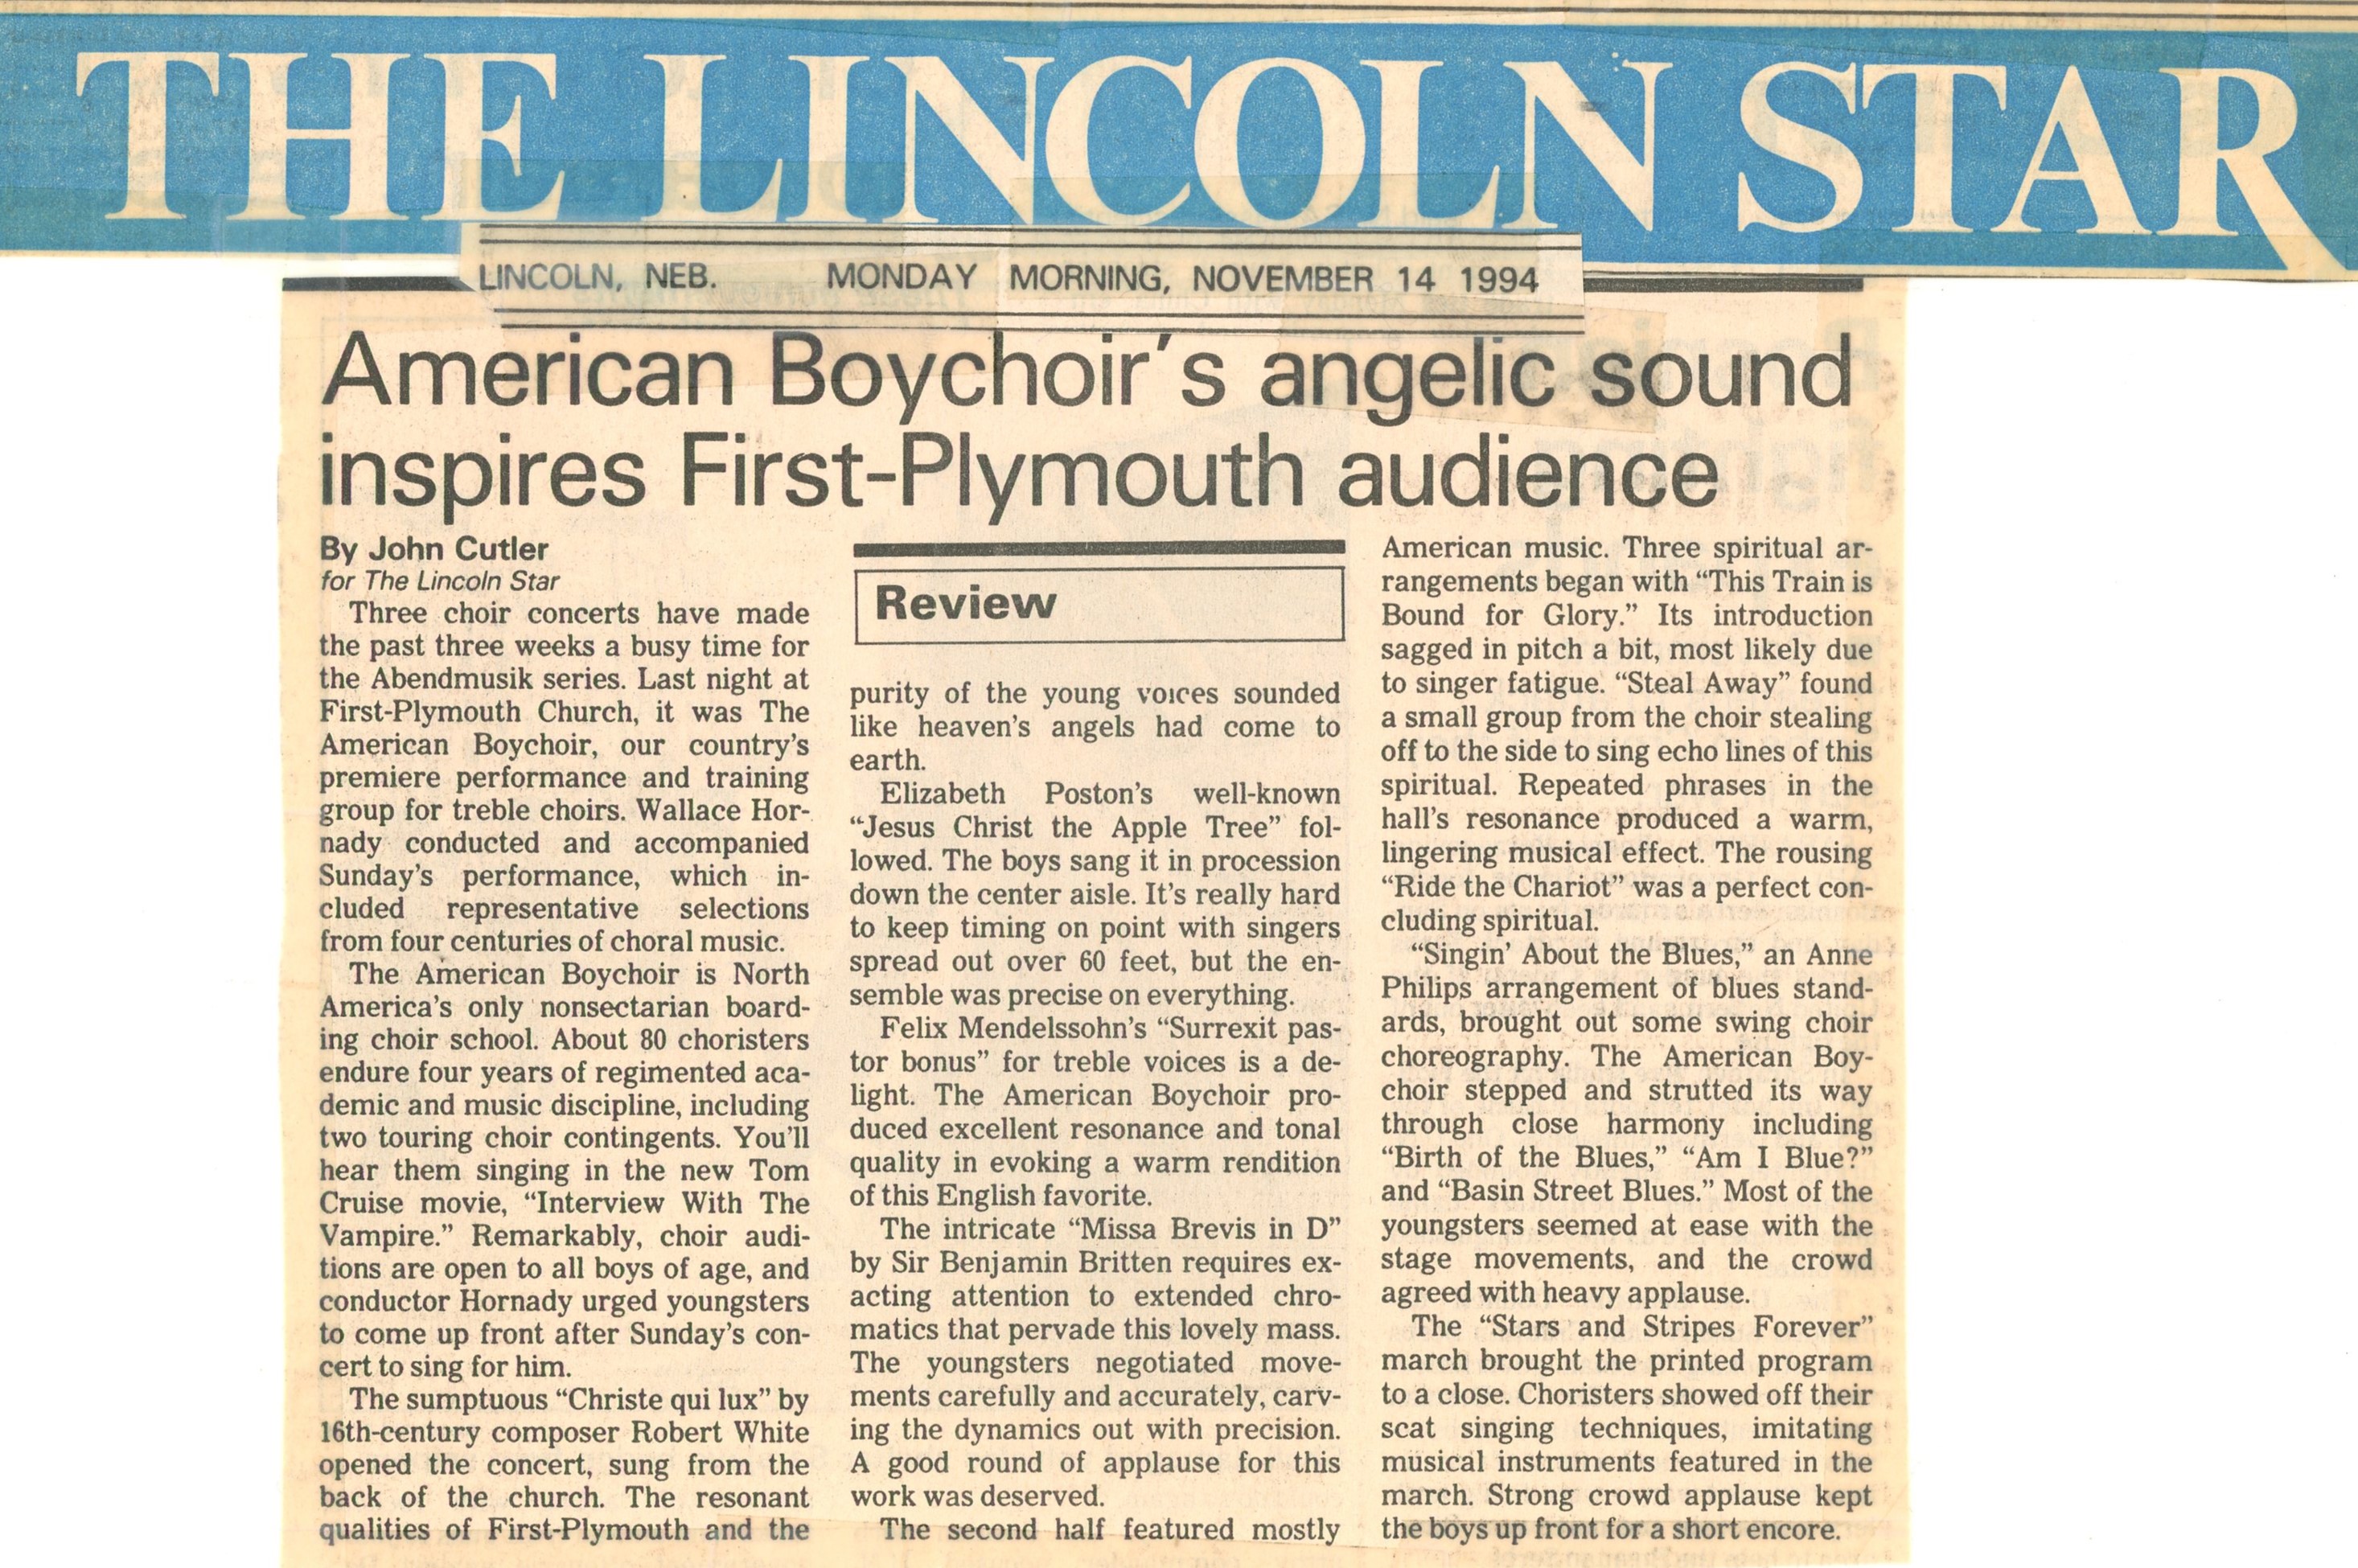 THE LINCOLN STAR
LINCOLN, NEB. MONDAY MORNING, NOVEMBER 14 1994
American Boychoir's angelic sound
inspires First-Plymouth audience
By John Cutler
for The Lincoln Star
Three choir concerts have made
the past three weeks a busy time for
the Abendmusik series. Last night at
First-Plymouth Church, it was The
American Boychoir, our country's
premiere performance and training
group for treble choirs. Wallace Hor-
nady conducted and accompanied
Sunday's performance, which in-
cluded representative selections
from four centuries of choral music.
The American Boychoir is North
America's only nonsectarian board-
ing choir school. About 80 choristers
endure four years of regimented aca-
demic and music discipline, including
two touring choir contingents. You'll
hear them singing in the new Tom
Cruise movie, “Interview With The
Vampire.” Remarkably, choir audi-
tions are open to all boys of age, and
conductor Hornady urged youngsters
to come up front after Sunday's con-
cert to sing for him.
The sumptuous “Christe qui lux” by
16th-century composer Robert White
opened the concert, sung from the
back of the church. The resonant
qualities of First-Plymouth and the
Review
purity of the young voices sounded
like heaven's angels had come to
earth.
Elizabeth Poston's well-known
“Jesus Christ the Apple Tree” fol-
lowed. The boys sang it in procession
down the center aisle. It's really hard
to keep timing on point with singers
spread out over 60 feet, but the en-
semble was precise on everything.
Felix Mendelssohn's “Surrexit pas-
tor bonus” for treble voices is a de-
light. The American Boychoir pro-
duced excellent resonance and tonal
quality in evoking a warm rendition
of this English favorite.
The intricate “Missa Brevis in D”
by Sir Benjamin Britten requires ex-
acting attention to extended chro-
matics that pervade this lovely mass.
The youngsters negotiated move-
ments carefully and accurately, carv-
ing the dynamics out with precision.
A good round of applause for this
work was deserved.
The second half featured mostly
American music. Three spiritual ar-
rangements began with “This Train is
Bound for Glory.” Its introduction
sagged in pitch a bit, most likely due
to singer fatigue. “Steal Away” found
a small group from the choir stealing
off to the side to sing echo lines of this
spiritual. Repeated phrases in the
hall's resonance produced a warm,
lingering musical effect. The rousing
“Ride the Chariot” was a perfect con-
cluding spiritual.
“Singin' About the Blues,” an Anne
Philips arrangement of blues stand-
ards, brought out some swing choir
choreography. The American Boy-
choir stepped and strutted its way
through close harmony including
“Birth of the Blues,” “Am I Blue?”
and “Basin Street Blues.” Most of the
youngsters seemed at ease with the
stage movements, and the crowd
agreed with heavy applause.
The “Stars and Stripes Forever”
march brought the printed program
to a close. Choristers showed off their
scat singing techniques, imitating
musical instruments featured in the
march. Strong crowd applause kept
the boys up front for a short encore.